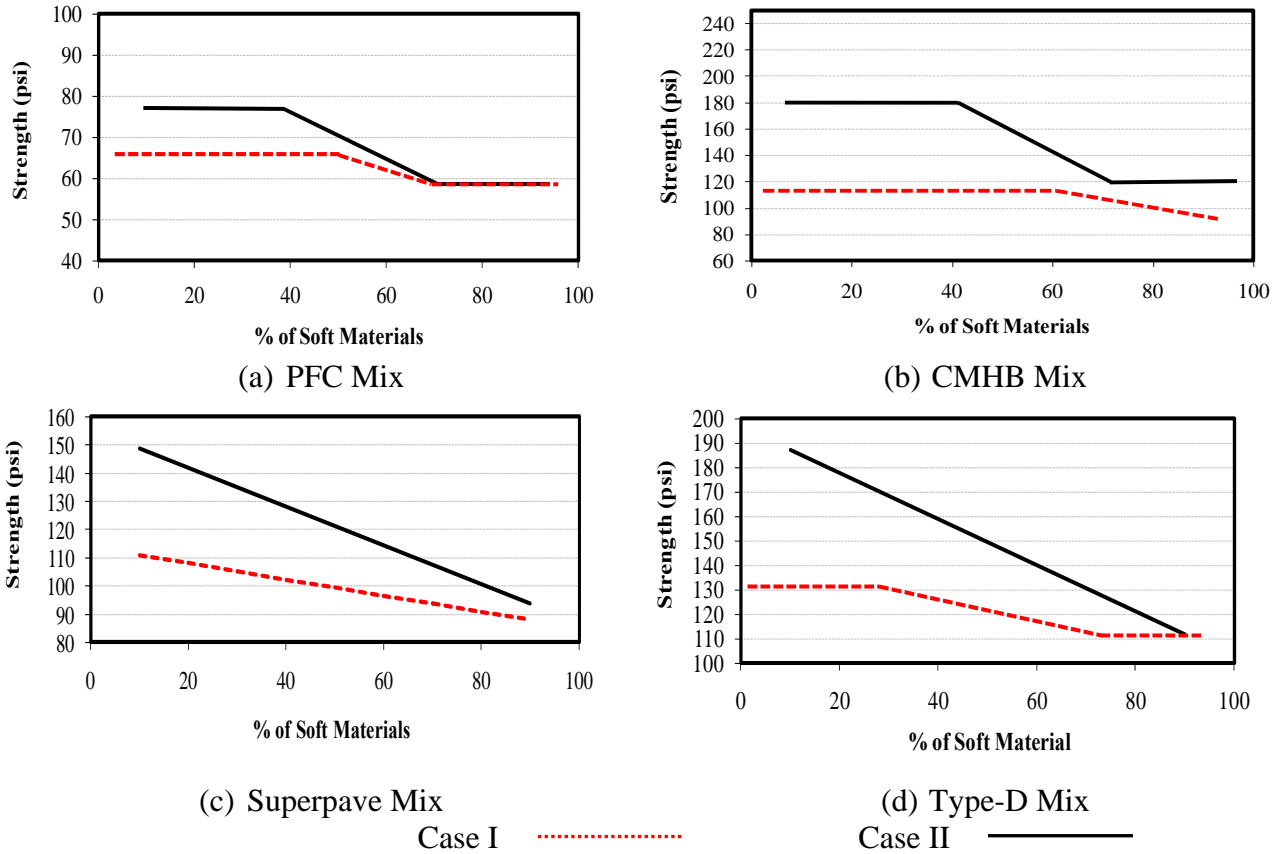 100
90
80
70
60
50
40
Strength (psi)
0 20 40 60 80 100
% of Soft Materials
(a) PFC Mix
240
220
200
180
160
140
120
100
80
60
Strength (psi)
0 20 40 60 80 100
% of Soft Materials
(b) CMHB Mix
160
150
140
130
120
110
100
90
80
Strength (psi)
0 20 40 60 80 100
% of Soft Materials
(c) Superpave Mix
200
190
180
170
160
150
140
130
120
110
100
Strength (psi)
0 20 40 60 80 100
% of Soft Material
(d) Type-D Mix
Case I Case II